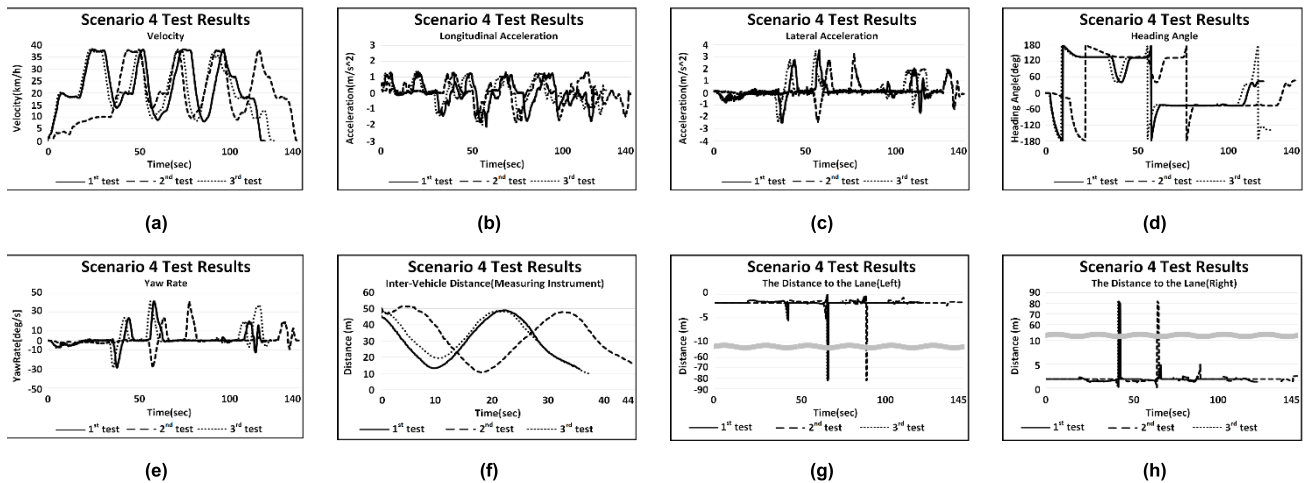 Scenario 4 Test Results
Velocity
Velocity(km/h)
40
35
30
25
20
15
10
5
0
0 50 100 140
Time(sec)
1st test 2nd test 3rd test
(a)
Scenario 4 Test Results
Longitudinal Acceleration
Acceleration(m/s^2)
3
2
1
0
-1
-2
-3
0 50 100 140
Time(sec)
1st test 2nd test 3rd test
(b)
Scenario 4 Test Results
Lateral Acceleration
Acceleration(m/s^2)
4
3
2
1
0
-1
-2
-3
-4
0 50 100 140
Time(sec)
1st test 2nd test 3rd test
(c)
Scenario 4 Test Results
Heading Angle
Heading Angle(deg)
180
120
60
0
-60
-120
-180
0 50 100 140
Time(sec)
1st test 2nd test 3rd test
(d)
Scenario 4 Test Results
Yaw Rate
YawRate(deg/s)
50
30
10
-10
-30
-50
0 50 100 140
Time(sec)
1st test 2nd test 3rd test
(e)
Scenario 4 Test Results
Inter-Vehicle Distance(Measuring Instrument)
Distance (m)
60
50
40
30
20
10
0
0 10 20 30 40 44
Time(sec)
1st test 2nd test 3rd test
(f)
Scenario 4 Test Results
The Distance to the Lane(Left)
Distance (m)
0
-5
-10
-60
-70
-80
-90
0 50 100 145
Time(sec)
1st test 2nd test 3rd test
(g)
Scenario 4 Test Results
The Distance to the Lane(Right)
Distance (m)
90
80
70
60
10
5
0
0 50 100 145
Time(sec)
1st test 2nd test 3rd test
(h)